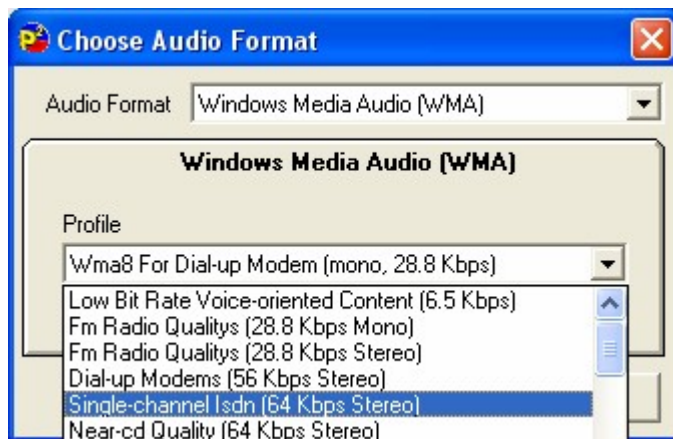 P2 Choose Audio Format
Audio Format Windows Media Audio (WMA)
Windows Media Audio (WMA)
Profile
Wma8 For Dial-up Modem (mono, 28.8 Kbps)
Low Bit Rate Voice-oriented Content (6.5 Kbps)
Fm Radio Qualitys (28.8 Kbps Mono)
Fm Radio Qualitys (28.8 Kbps Stereo)
Dial-up Modems (56 Kbps Stereo)
Single-channel Isdn (64 Kbps Stereo)
Near-cd Quality (64 Kbps Stereo)